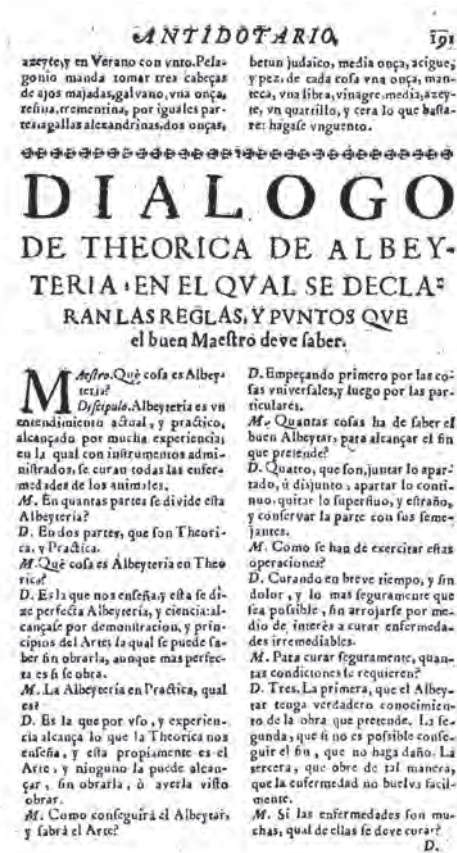 ANTIDOTARIO, 191
azeyte,y en Verano con vnto.Pela-
gonio manda tomar tres cabeças
de ajos majadas,galvano,vna onça,
resina,trementina, por iguales par-
tes:agallas alexandrinas,dos onças,
betun judaico, media onça, acigue,
y pez, de cada cosa vna onça, man-
teca, vna libra,vinagre,media,azey-
te, vn quartillo, y cera lo que basta-
re: hagase vnguento.
DIALOGO
DE THEORICA DE ALBEY-
TERIA, EN EL QVAL SE DECLA-
RAN LAS REGLAS, Y PVNTOS QVE
el buen Maestro deve saber.
Maestro.Què cosa es Albey-
teria?
Discipulo.Albeyteria es vn
entendimiento actual, y practico,
alcançado por mucha experiencia;
en la qual con instrumentos admi-
nistrados, se curan todas las enfer-
medades de los animales.
M. En quantas partes se divide esta
Albeyteria?
D. En dos partes, que son Theori-
ca, y Practica.
M.Què cosa es Albeyteria en Theo
rica?
D. Es la que nos enseña,y esta se di-
ze perfecta Albeyteria, y ciencia:al-
cançase por demonstracion, y prin-
cipios del Arte: la qual se puede sa-
ber sin obrarla, aunque mas perfec-
ta es si se obra.
M. La Albeyteria en Practica, qual
es?
D. Es la que por vso, y experien-
cia alcança lo que la Theorica nos
enseña, y esta propiamente es el
Arte, y ninguno la puede alcan-
çar, sin obrarla, ò averla visto
obrar.
M. Como conseguirà el Albeytar,
y sabrà el Arte?
D. Empeçando primero por las co-
sas vniversales,y luego por las par-
ticulares.
M. Quantas cosas ha de saber el
buen Albeytar, para alcançar el fin
que pretende?
D. Quatro, que son,juntar lo apar-
tado, ù disjunto, apartar lo conti-
nuo, quitar lo superfluo, y estraño,
y conservar la parte con sus seme-
jantes.
M. Como se han de exercitar estas
operaciones?
D. Curando en breve tiempo, y sin
dolor, y lo mas seguramente que
sea possible, sin arrojarse por me-
dio de interès a curar enfermeda-
des irremediables.
M. Para curar seguramente, quan-
tas condiciones se requieren?
D. Tres. La primera, que el Albey-
tar tenga verdadero conocimien-
to de la obra que pretende. La se-
gunda, que si no es possible conse-
guir el fin, que no haga daño. La
tercera, que obre de tal manera,
que la enfermedad no buelva facil-
mente.
M. Si las enfermedades son mu-
chas, qual de ellas se deve curar?
D.